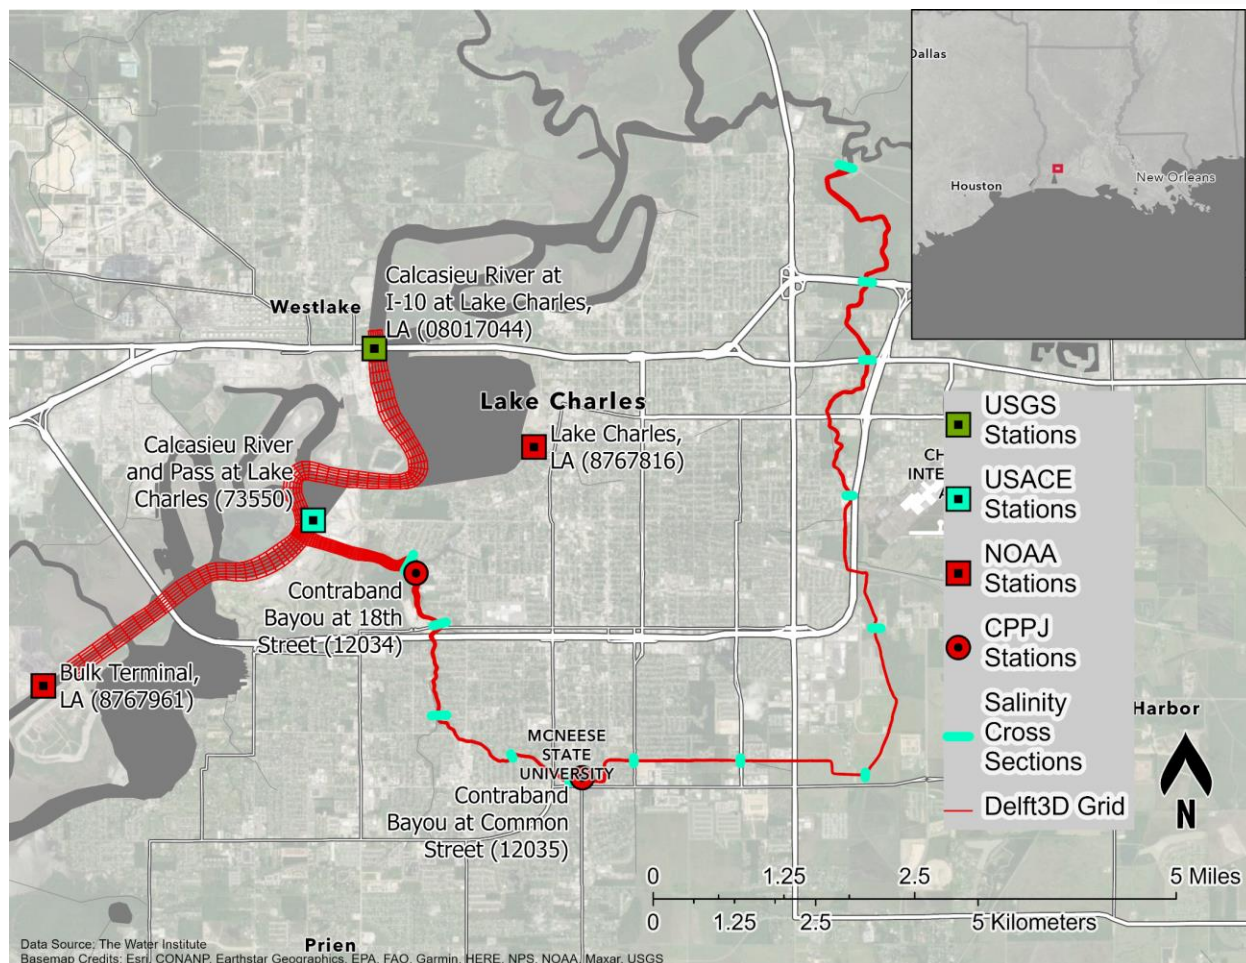 Dallas
Houston
New Orleans
Calcasieu River at
I-10 at Lake Charles,
LA (08017044)
Westlake
Lake Charles
Lake Charles,
LA (8767816)
Calcasieu River
and Pass at Lake
Charles (73550)
CH
INTE
A
Contraband
Bayou at 18th
Street (12034)
Bulk Terminal,
LA (8767961)
MCNEESE
STATE
UNIVERSITY
Contraband
Bayou at Common
Street (12035)
USGS
Stations
USACE
Stations
NOAA
Stations
CPPJ
Stations
Salinity
Cross
Sections
Delft3D Grid
Harbor
N
0 1.25 2.5 5 Miles
0 1.25 2.5 5 Kilometers
Prien
Data Source: The Water Institute
Basemap Credits: Esri, CONANP, Earthstar Geographics, EPA, FAO, Garmin, HERE, NPS, NOAA, Maxar, USGS